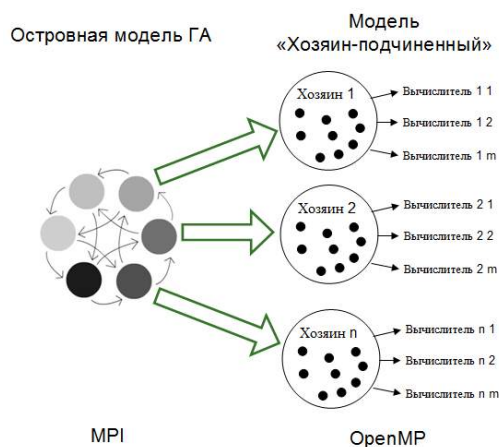 Островная модель ГА
Модель
«Хозяин-подчиненный»
Хозяин 1
Вычислитель 1 1
Вычислитель 1 2
Вычислитель 1 m
Хозяин 2
Вычислитель 2 1
Вычислитель 2 2
Вычислитель 2 m
Хозяин n
Вычислитель n 1
Вычислитель n 2
Вычислитель n m
MPI
OpenMP